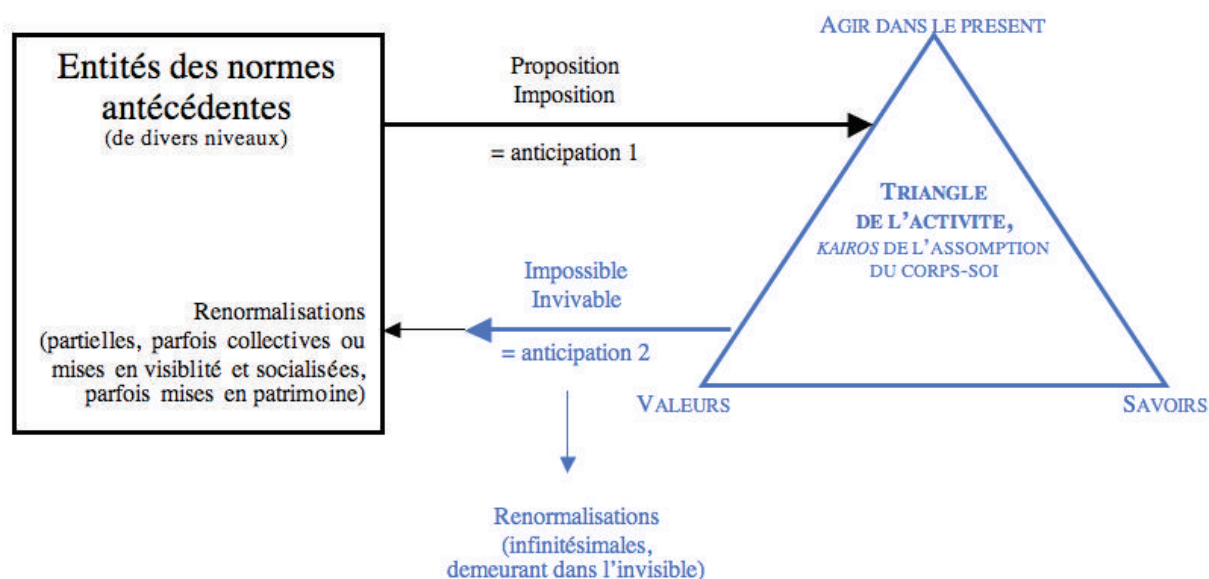 AGIR DANS LE PRESENT
Entités des normes
antécédentes
(de divers niveaux)
Proposition
Imposition
= anticipation 1
TRIANGLE
DE L'ACTIVITE,
KAIROS DE L'ASSOMPTION
DU CORPS-SOI
Impossible
Invivable
= anticipation 2
Renormalisations
(partielles, parfois collectives ou
mises en visiblité et socialisées,
parfois mises en patrimoine)
VALEURS
SAVOIRS
Renormalisations
(infinitésimales,
demeurant dans l'invisible)